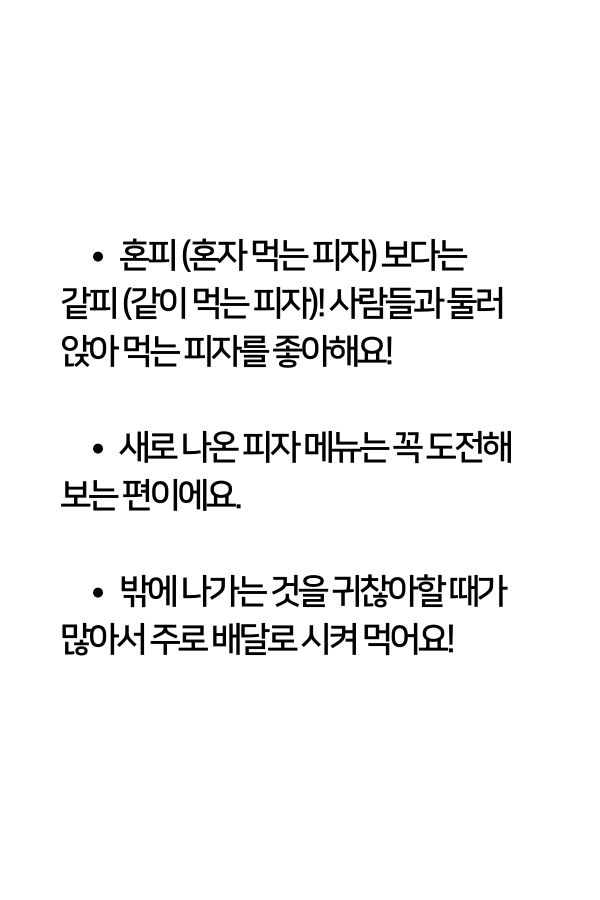 • 혼피 (혼자 먹는 피자) 보다는
같피 (같이 먹는 피자)! 사람들과 둘러
앉아 먹는 피자를 좋아해요!
• 새로 나온 피자 메뉴는 꼭 도전해
보는 편이에요.
• 밖에 나가는 것을 귀찮아할 때가
많아서 주로 배달로 시켜 먹어요!